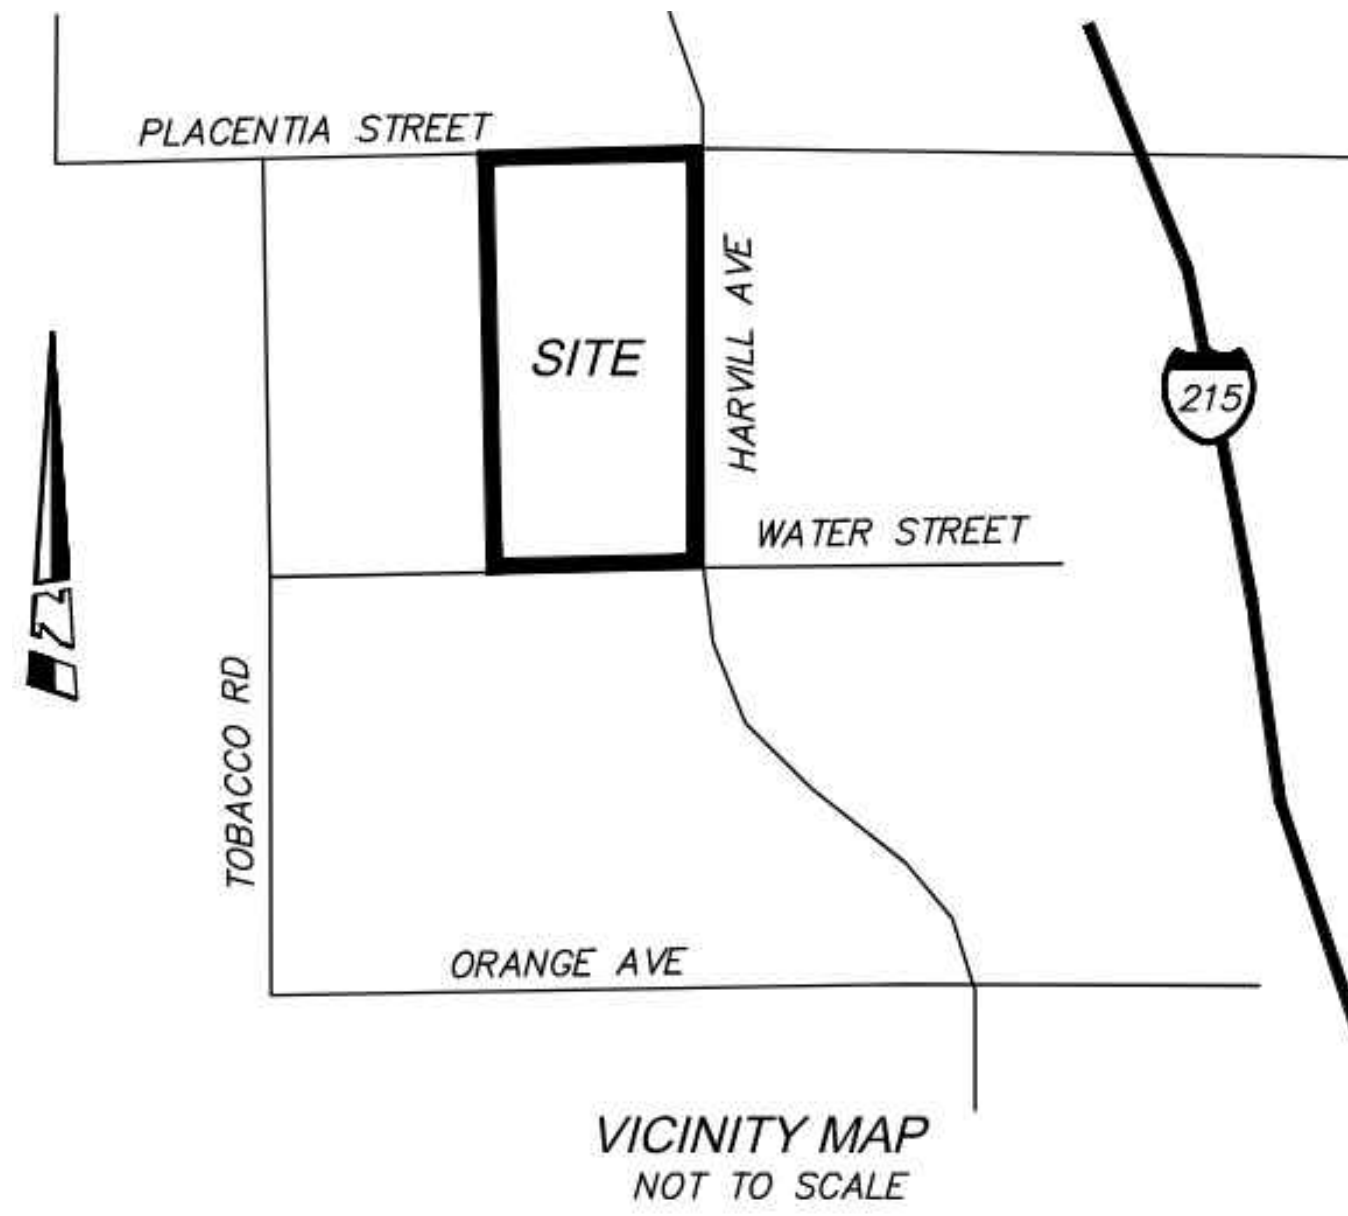 PLACENTIA STREET
HARVILL AVE
SITE
215
WATER STREET
TOBACCO RD
ORANGE AVE
VICINITY MAP
NOT TO SCALE